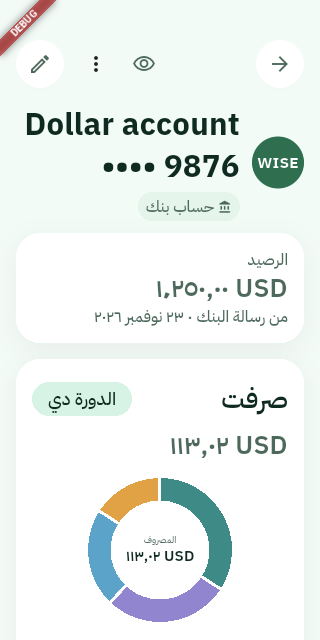 DEBUG
Dollar account
•••• 9876
WISE
حساب بنك
الرصيد
١,٢٥٠,٠٠ USD
من رسالة البنك · ٢٣ نوفمبر ٢٠٢٦
صرفت
الدورة دي
١١٣,٠٢ USD
المصروف
١١٣,٠٢ USD